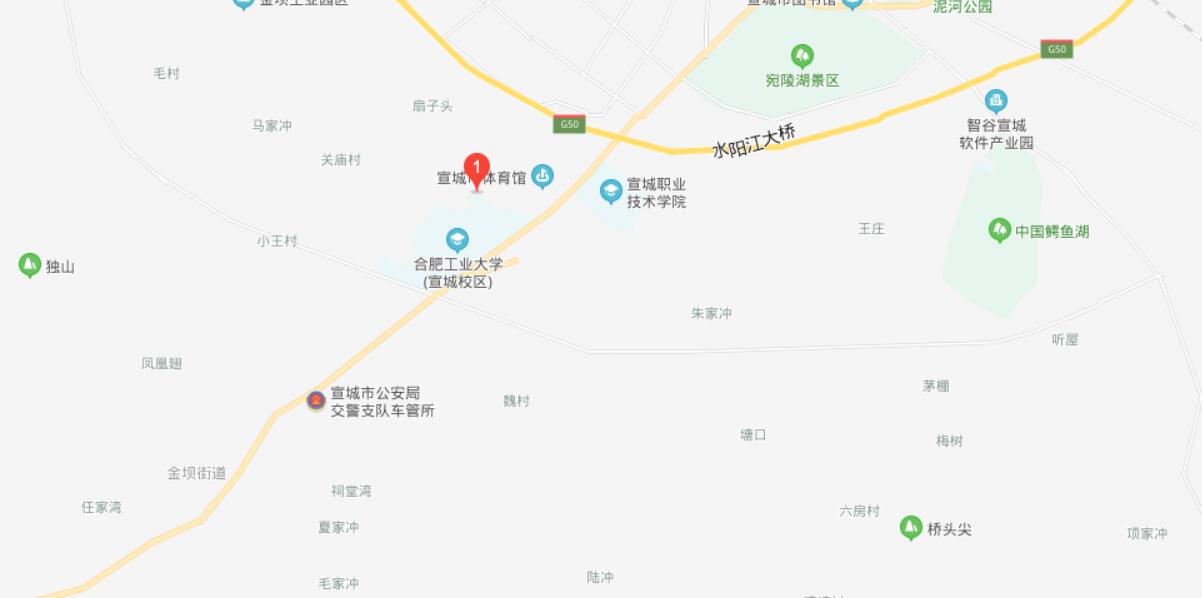 金坝工业园区
宣城市图书馆
泥河公园
G50
毛村
宛陵湖景区
扇子头
G50
马家冲
水阳江大桥
智谷宣城
软件产业园
关庙村
1
宣城市体育馆
宣城职业
技术学院
王庄
中国鳄鱼湖
小王村
独山
合肥工业大学
(宣城校区)
朱家冲
听屋
凤凰翅
宣城市公安局
交警支队车管所
魏村
茅棚
塘口
梅树
金坝街道
祠堂湾
任家湾
六房村
夏家冲
桥头尖
项家冲
陆冲
毛家冲